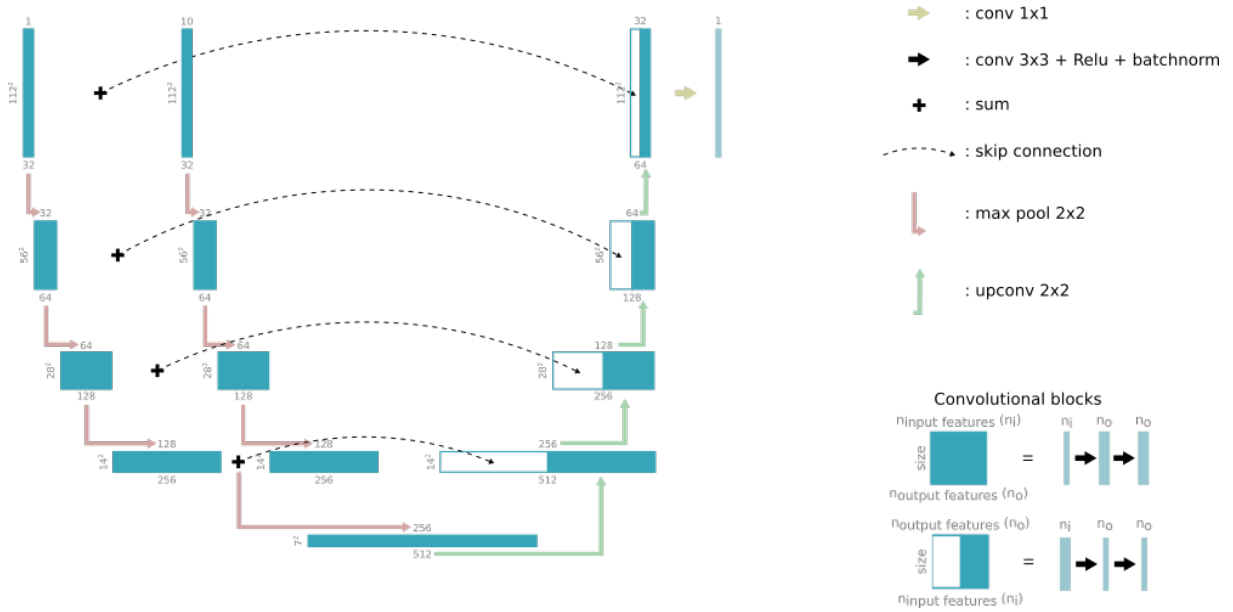 1 10 32 1
112² 112² 112²
32 32 64
32 32 64
56² 56² 56²
64 64 128
64 64 128
28² 28² 28²
128 128 256
128 128 256
14² 14² 14²
256 256 512
256
7²
512
: conv 1x1
: conv 3x3 + Relu + batchnorm
: sum
: skip connection
: max pool 2x2
: upconv 2x2
Convolutional blocks
ninput features (ni) ni no no
size =
noutput features (no)
noutput features (no) ni no no
size =
ninput features (ni)